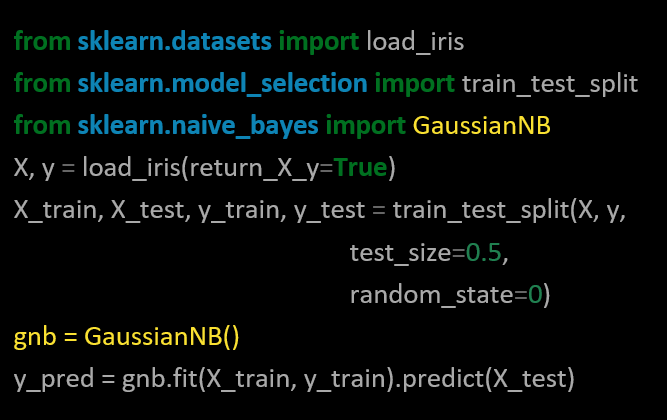 from sklearn.datasets import load_iris
from sklearn.model_selection import train_test_split
from sklearn.naive_bayes import GaussianNB
X, y = load_iris(return_X_y=True)
X_train, X_test, y_train, y_test = train_test_split(X, y,
test_size=0.5,
random_state=0)
gnb = GaussianNB()
y_pred = gnb.fit(X_train, y_train).predict(X_test)